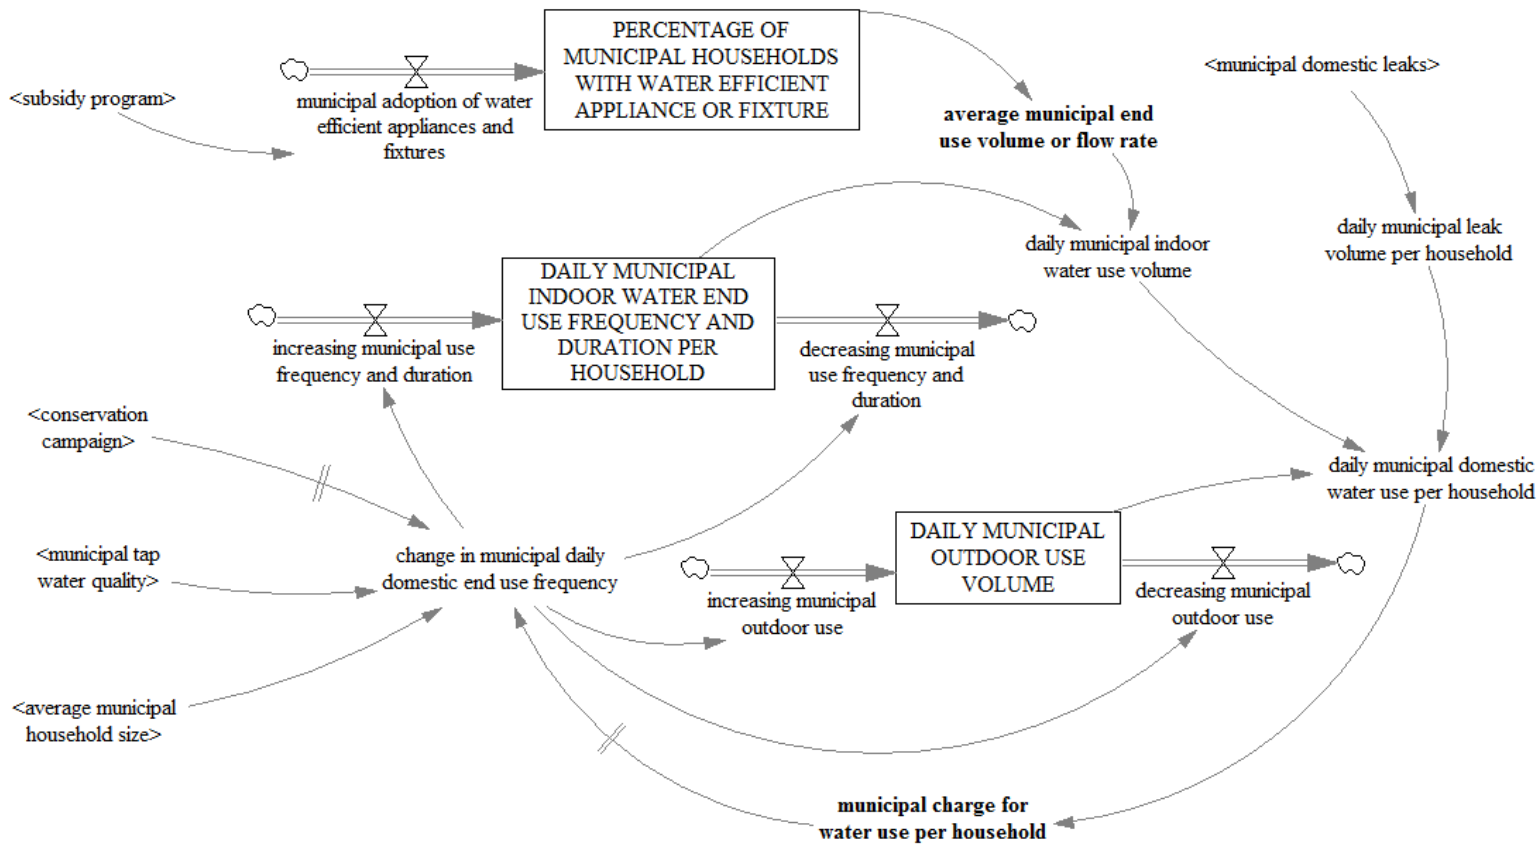 PERCENTAGE OF
MUNICIPAL HOUSEHOLDS
WITH WATER EFFICIENT
APPLIANCE OR FIXTURE
<municipal domestic leaks>
<subsidy program>
municipal adoption of water
efficient appliances and
fixtures
average municipal end
use volume or flow rate
daily municipal indoor
water use volume
daily municipal leak
volume per household
DAILY MUNICIPAL
INDOOR WATER END
USE FREQUENCY AND
DURATION PER
HOUSEHOLD
increasing municipal use
frequency and duration
decreasing municipal
use frequency and
duration
<conservation
campaign>
daily municipal domestic
water use per household
<municipal tap
water quality>
change in municipal daily
domestic end use frequency
DAILY MUNICIPAL
OUTDOOR USE
VOLUME
increasing municipal
outdoor use
decreasing municipal
outdoor use
<average municipal
household size>
municipal charge for
water use per household